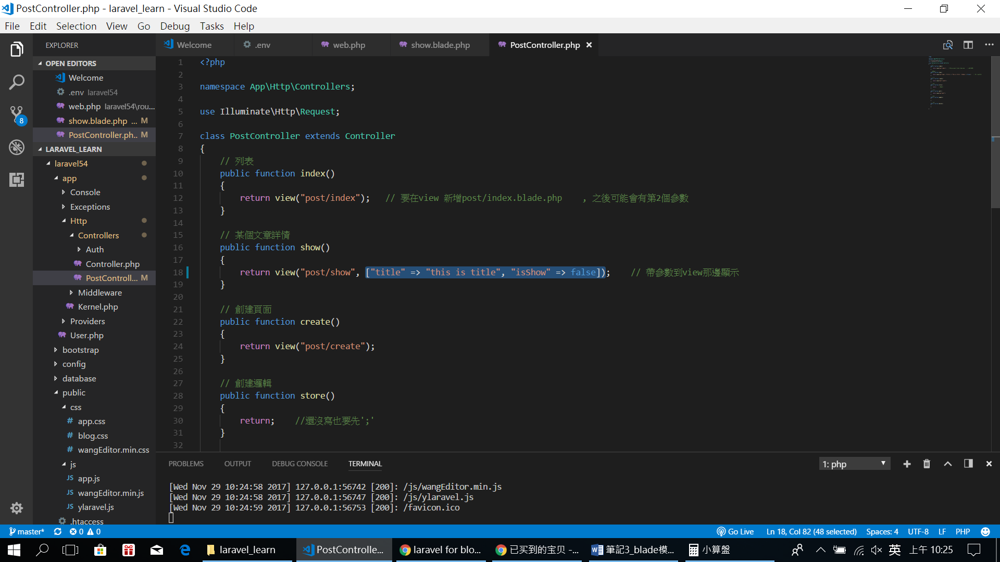 PostController.php - laravel_learn - Visual Studio Code
File Edit Selection View Go Debug Tasks Help
EXPLORER
OPEN EDITORS
Welcome
.env laravel54
web.php laravel54\rou...
show.blade.php ... M
PostController.ph... M
LARAVEL_LEARN
laravel54
app
Console
Exceptions
Http
Controllers
Auth
Controller.php
PostControll... M
Middleware
Kernel.php
Providers
User.php
bootstrap
config
database
public
css
# app.css
# blog.css
# wangEditor.min.css
js
JS app.js
JS wangEditor.min.js
JS ylaravel.js
.htaccess
8
Welcome .env web.php show.blade.php PostController.php
1 <?php
2
3 namespace App\Http\Controllers;
4
5 use Illuminate\Http\Request;
6
7 class PostController extends Controller
8 {
9 // 列表
10 public function index()
11 {
12 return view("post/index"); // 要在view 新增post/index.blade.php , 之後可能會有第2個參數
13 }
14
15 // 某個文章詳情
16 public function show()
17 {
18 return view("post/show", ["title" => "this is title", "isShow" => false]); // 帶參數到view那邊顯示
19 }
20
21 // 創建頁面
22 public function create()
23 {
24 return view("post/create");
25 }
26
27 // 創建邏輯
28 public function store()
29 {
30 return; //還沒寫也要先';'
31 }
32
PROBLEMS OUTPUT DEBUG CONSOLE TERMINAL
1: php
[Wed Nov 29 10:24:58 2017] 127.0.0.1:56742 [200]: /js/wangEditor.min.js
[Wed Nov 29 10:24:58 2017] 127.0.0.1:56747 [200]: /js/ylaravel.js
[Wed Nov 29 10:24:59 2017] 127.0.0.1:56753 [200]: /favicon.ico
master* 0 0 Go Live Ln 18, Col 82 (48 selected) Spaces: 4 UTF-8 LF PHP
laravel_learn PostControlle... laravel for blo... 已买到的宝贝 -... 筆記3_blade模... 小算盤 英 上午 10:25